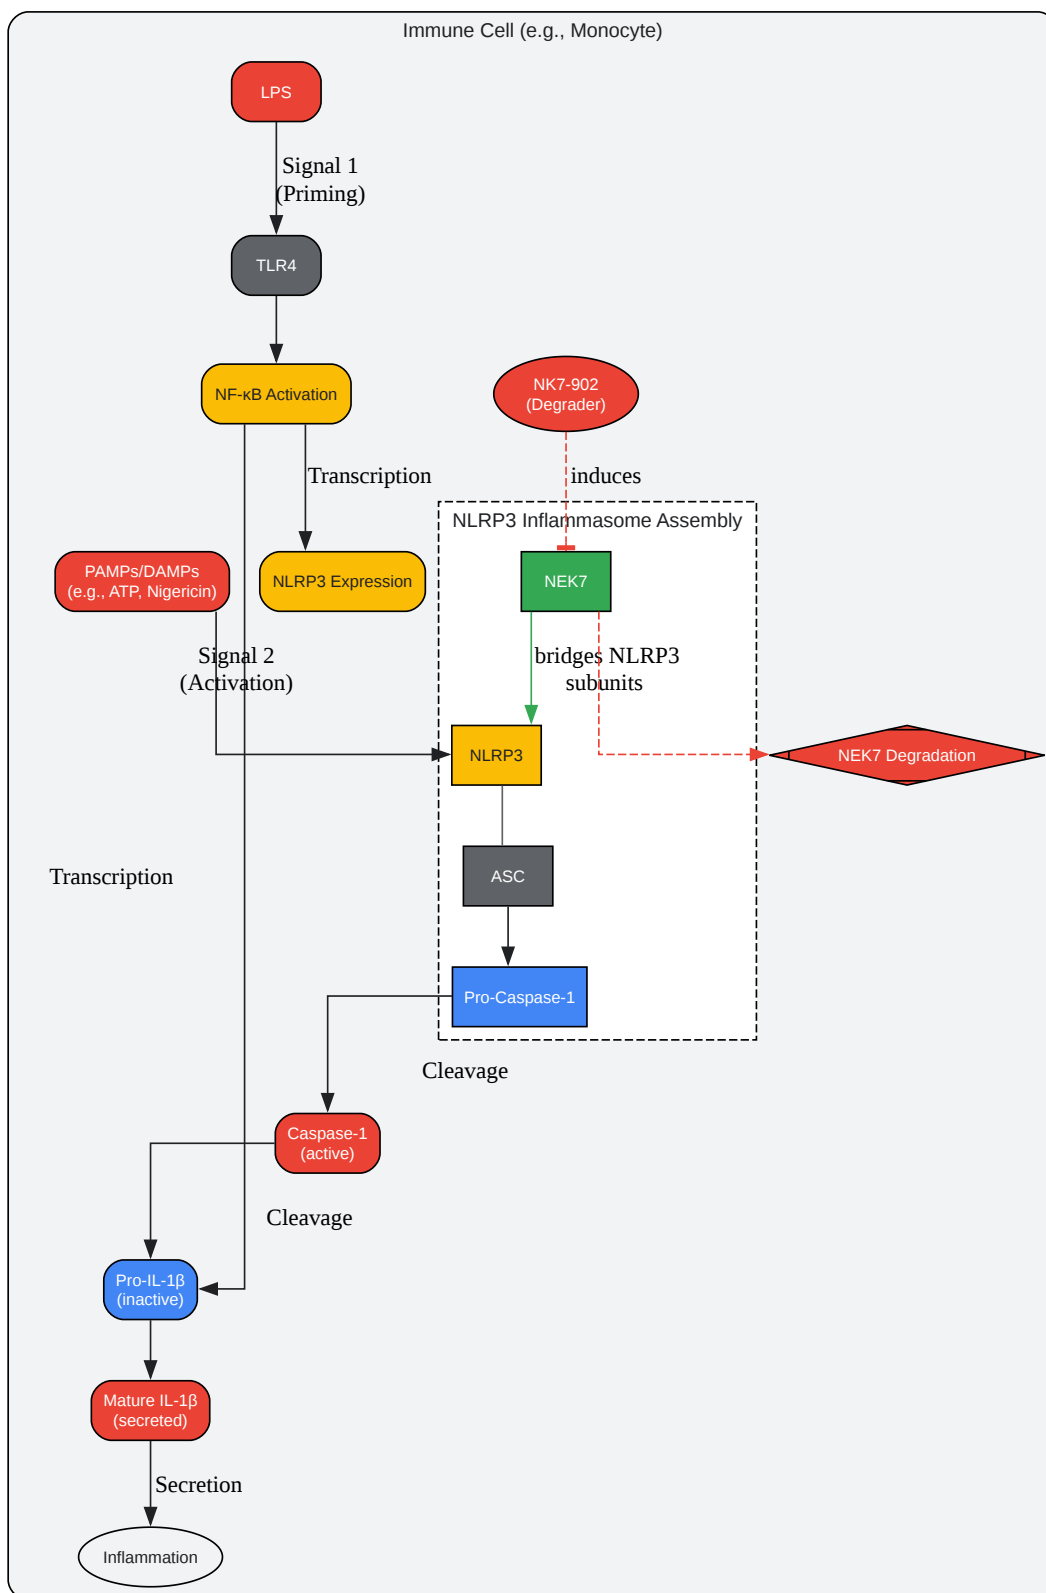 Immune Cell (e.g., Monocyte)
LPS
Signal 1
(Priming)
TLR4
NF-κB Activation
NK7-902
(Degrader)
Transcription
induces
NLRP3 Inflammasome Assembly
PAMPs/DAMPs
(e.g., ATP, Nigericin)
NLRP3 Expression
NEK7
Signal 2
(Activation)
bridges NLRP3
subunits
NLRP3
NEK7 Degradation
Transcription
ASC
Pro-Caspase-1
Cleavage
Caspase-1
(active)
Cleavage
Pro-IL-1β
(inactive)
Mature IL-1β
(secreted)
Secretion
Inflammation